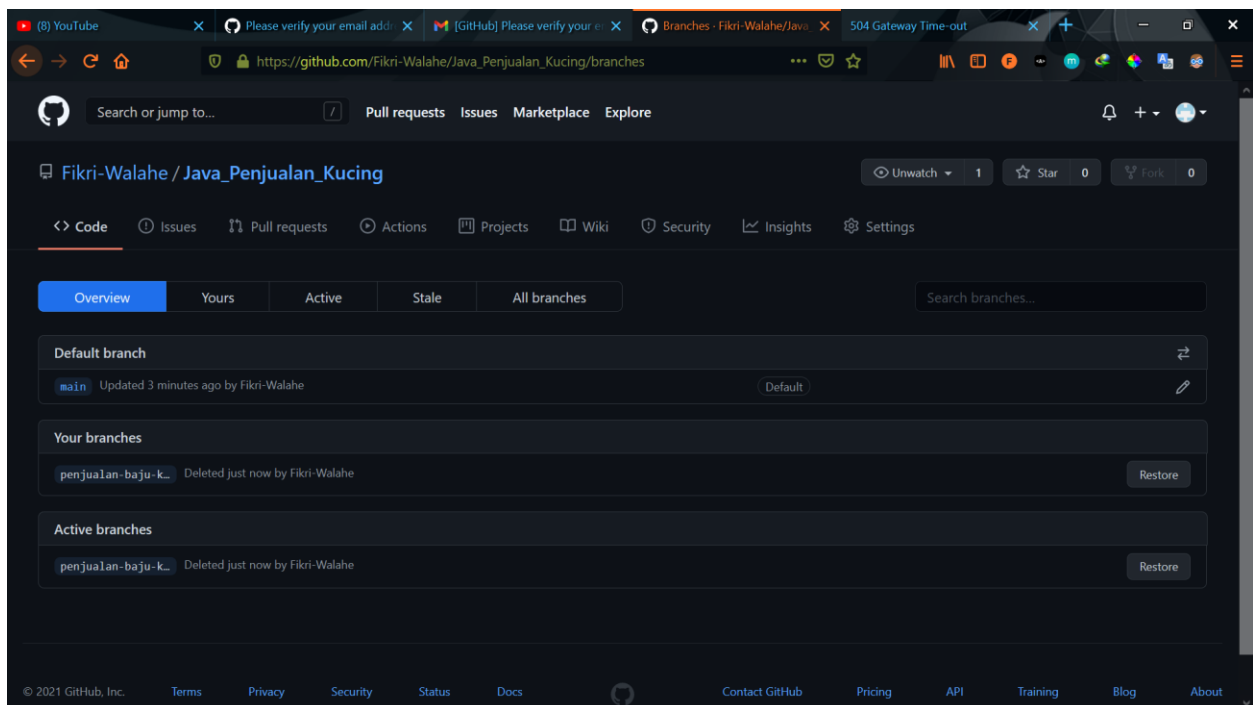 (8) YouTube
Please verify your email addr
[GitHub] Please verify your e
Branches · Fikri-Walahe/Java_
504 Gateway Time-out
https://github.com/Fikri-Walahe/Java_Penjualan_Kucing/branches
Search or jump to... /
Pull requests Issues Marketplace Explore
Fikri-Walahe / Java_Penjualan_Kucing
Unwatch 1 Star 0 Fork 0
<> Code Issues Pull requests Actions Projects Wiki Security Insights Settings
Overview Yours Active Stale All branches Search branches...
Default branch
main Updated 3 minutes ago by Fikri-Walahe Default
Your branches
penjualan-baju-k… Deleted just now by Fikri-Walahe Restore
Active branches
penjualan-baju-k… Deleted just now by Fikri-Walahe Restore
© 2021 GitHub, Inc. Terms Privacy Security Status Docs Contact GitHub Pricing API Training Blog About